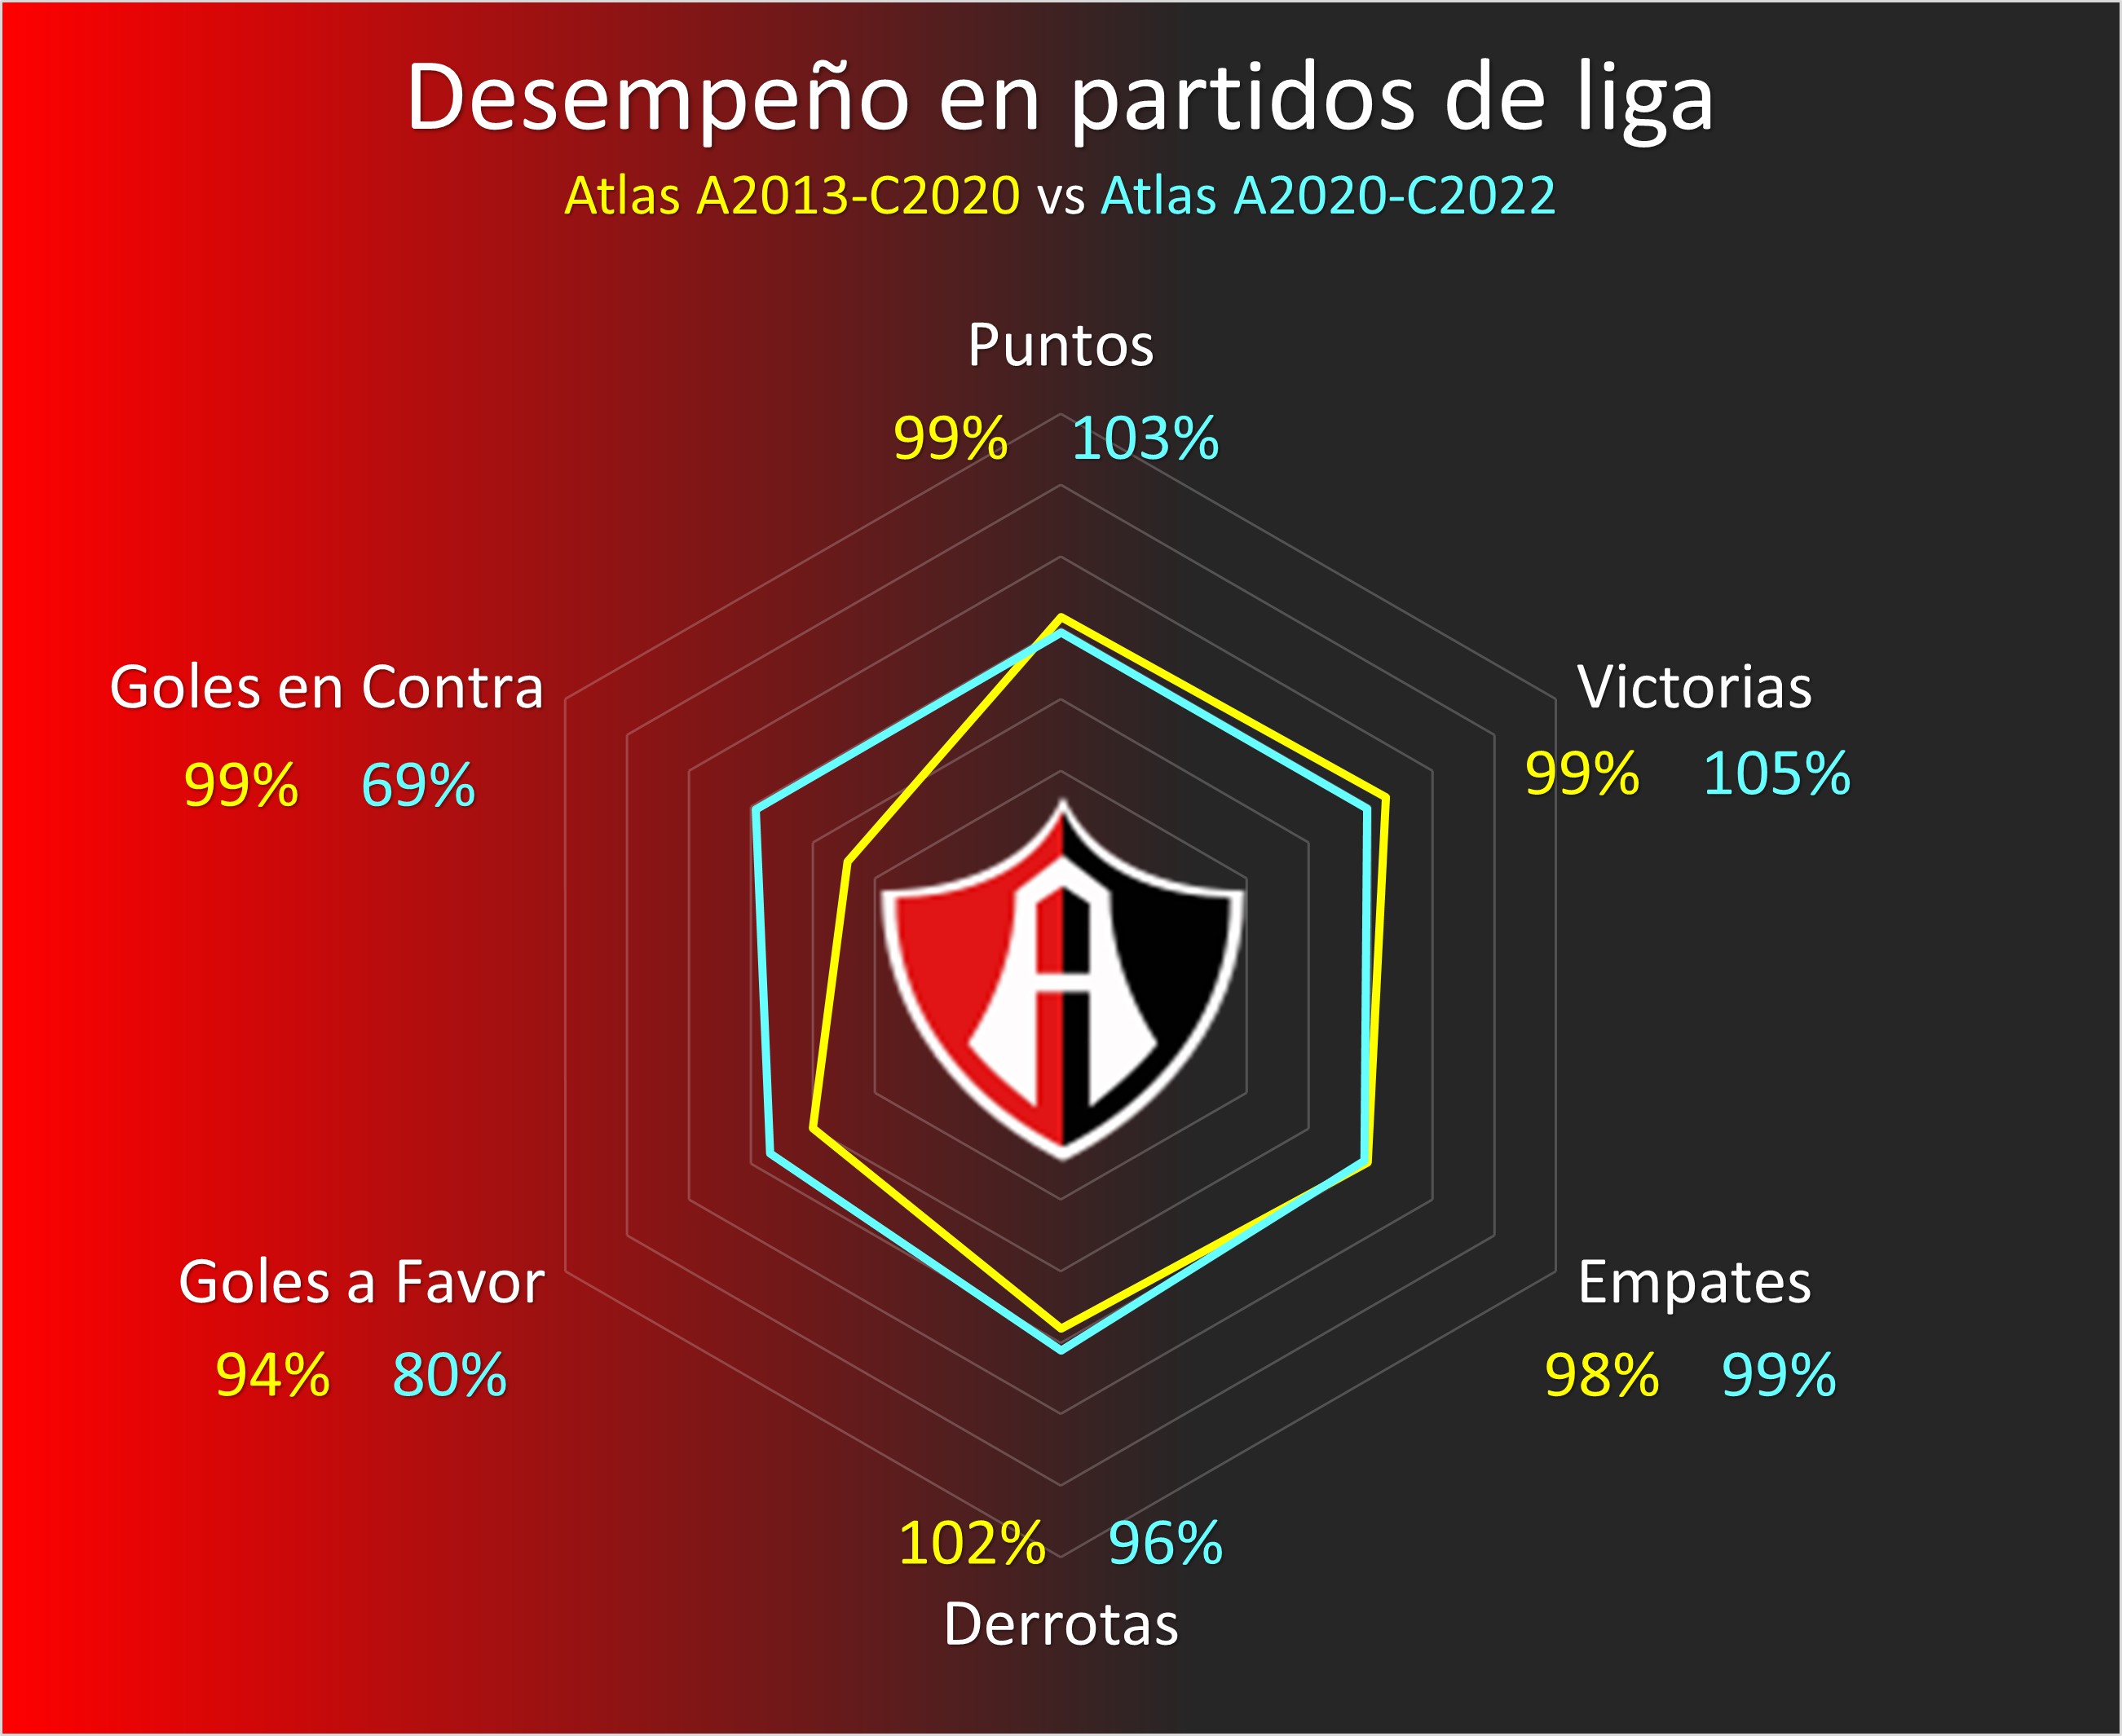 Desempeño en partidos de liga
Atlas A2013-C2020 vs Atlas A2020-C2022
Puntos
99% 103%
Goles en Contra
99% 69%
Victorias
99% 105%
A
Goles a Favor
94% 80%
Empates
98% 99%
102% 96%
Derrotas